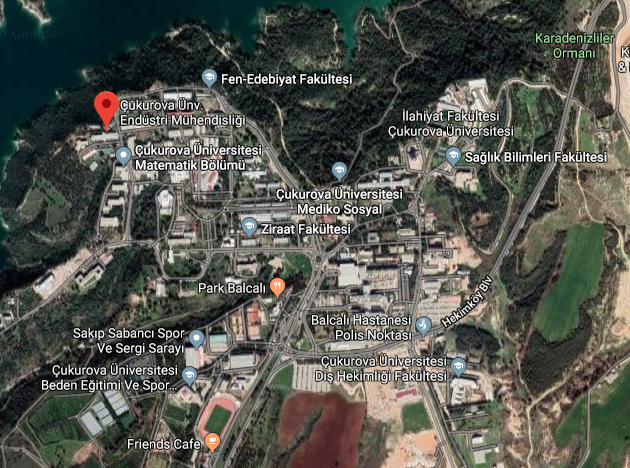 Karadenizliler
Ormanı
K
&
Fen-Edebiyat Fakültesi
Çukurova Ünv.
Endüstri Mühendisliği
İlahiyat Fakültesi
Çukurova Üniversitesi
Çukurova Üniversitesi
Matematik Bölümü
Sağlık Bilimleri Fakültesi
Çukurova Üniversitesi
Mediko Sosyal
Ziraat Fakültesi
Park Balcalı
Hekimköy Blv
Balcalı Hastanesi
Polis Noktası
Sakıp Sabancı Spor
Ve Sergi Sarayı
Çukurova Üniversitesi
Diş Hekimliği Fakültesi
Çukurova Üniversitesi
Beden Eğitimi Ve Spor...
Friends Cafe